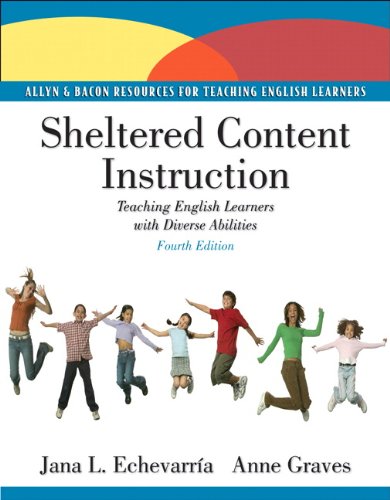 ALLYN & BACON RESOURCES FOR TEACHING ENGLISH LEARNERS
Sheltered Content
Instruction
Teaching English Learners
with Diverse Abilities
Fourth Edition
Jana L. Echevarría Anne Graves